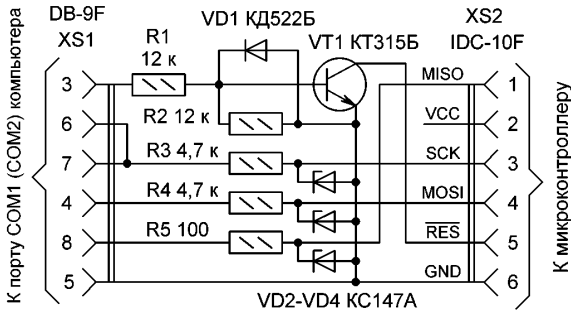 К порту COM1 (COM2) компьютера
DB-9F
XS1
3
6
7
4
8
5
R1
12 к
VD1 КД522Б
VT1 КТ315Б
R2 12 к
R3 4,7 к
R4 4,7 к
R5 100
VD2-VD4 КС147А
XS2
IDC-10F
MISO 1
VCC 2
SCK 3
MOSI 4
RES 5
GND 6
К микроконтроллеру